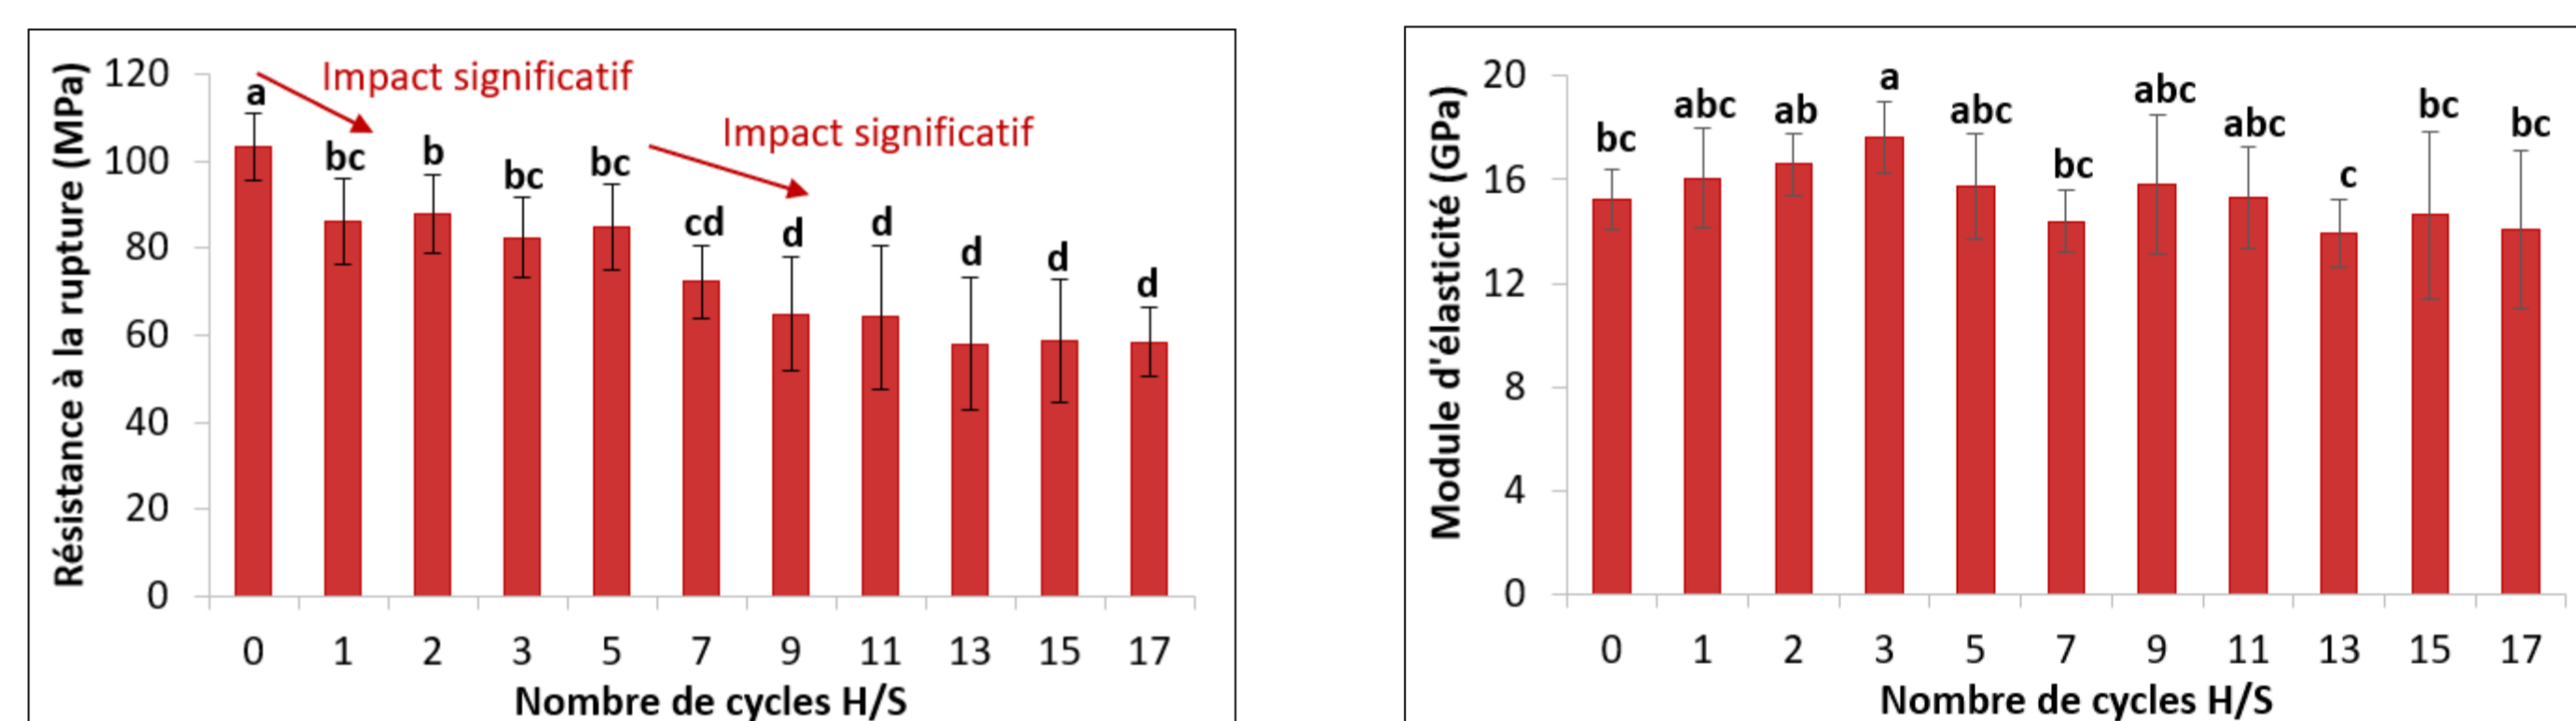 Résistance à la rupture (MPa)
120
100
80
60
40
20
0
Impact significatif
Impact significatif
a
bc
b
bc
bc
cd
d
d
d
d
d
0 1 2 3 5 7 9 11 13 15 17
Nombre de cycles H/S
Module d'élasticité (GPa)
20
16
12
8
4
0
bc
abc
ab
a
abc
bc
abc
abc
c
bc
bc
0 1 2 3 5 7 9 11 13 15 17
Nombre de cycles H/S